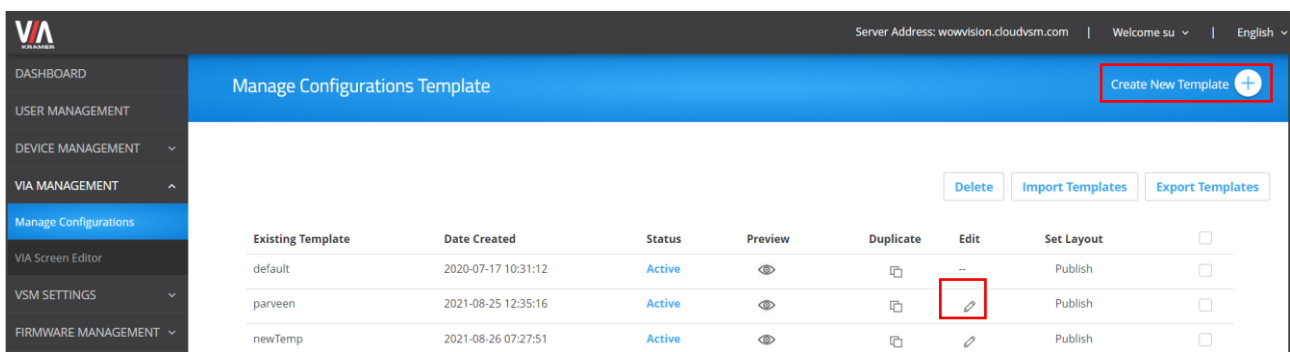 VIA
KRAMER
Server Address: wowvision.cloudvsm.com | Welcome su | English
DASHBOARD
USER MANAGEMENT
DEVICE MANAGEMENT
VIA MANAGEMENT
Manage Configurations
VIA Screen Editor
VSM SETTINGS
FIRMWARE MANAGEMENT
Manage Configurations Template
Create New Template
Delete Import Templates Export Templates
Existing Template Date Created Status Preview Duplicate Edit Set Layout
default 2020-07-17 10:31:12 Active -- Publish
parveen 2021-08-25 12:35:16 Active Publish
newTemp 2021-08-26 07:27:51 Active Publish